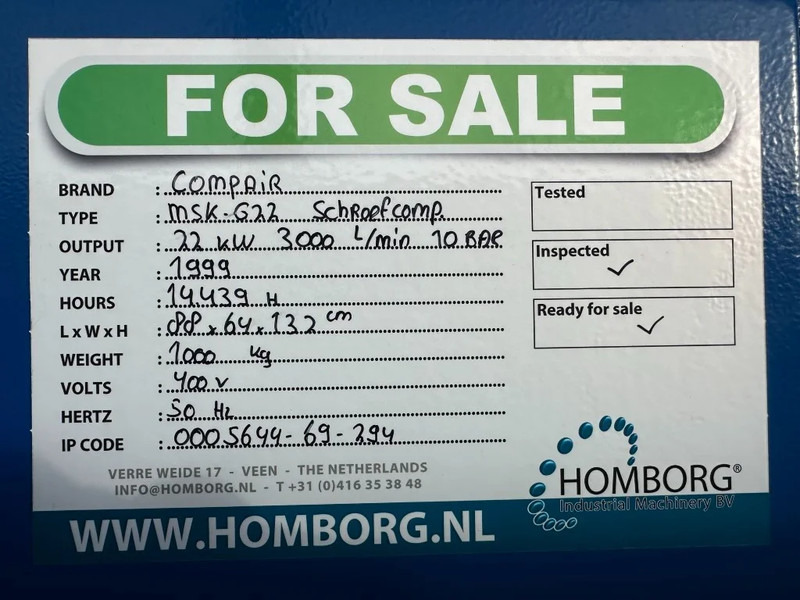 FOR SALE
BRAND : COMPAIR
TYPE : MSK-G22 Schroefcomp.
OUTPUT : 22 kW 3000 L/min 10 BAR
YEAR : 1999
HOURS : 14.439 H
L x W x H : 88 x 64 x 132 cm
WEIGHT : 1000 kg
VOLTS : 400 v
HERTZ : 50 Hz
IP CODE : 0005644-69-294
Tested
Inspected ✓
Ready for sale ✓
VERRE WEIDE 17 - VEEN - THE NETHERLANDS
INFO@HOMBORG.NL - T +31 (0)416 35 38 48
WWW.HOMBORG.NL
HOMBORG®
Industrial Machinery BV